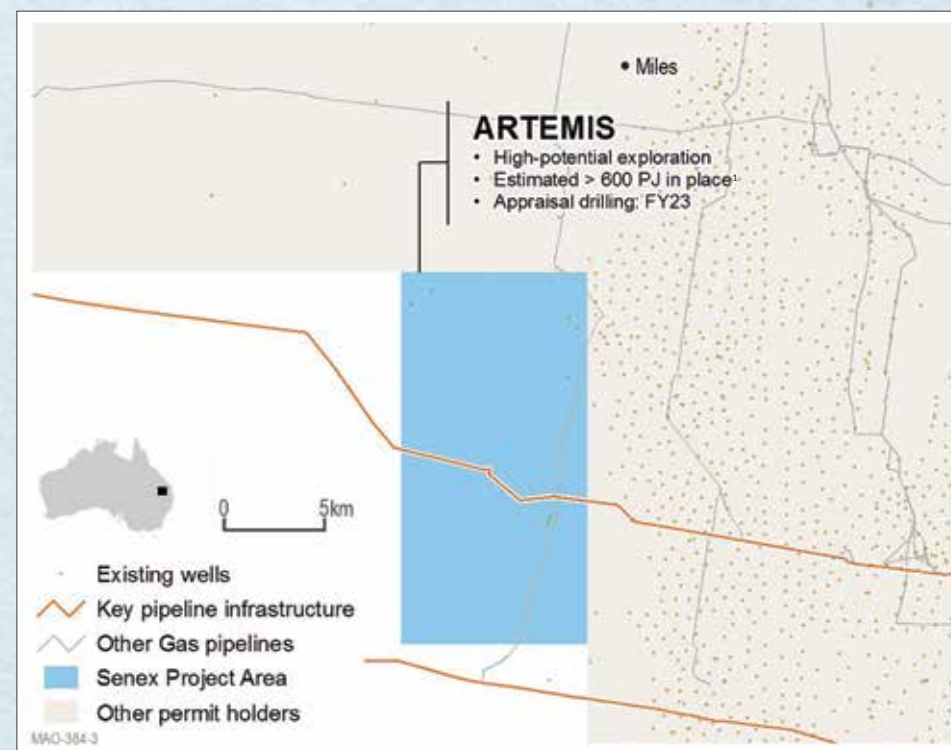 Miles
ARTEMIS
• High-potential exploration
• Estimated > 600 PJ in place¹
• Appraisal drilling: FY23
0 5km
Existing wells
Key pipeline infrastructure
Other Gas pipelines
Senex Project Area
Other permit holders
MAO-384-3